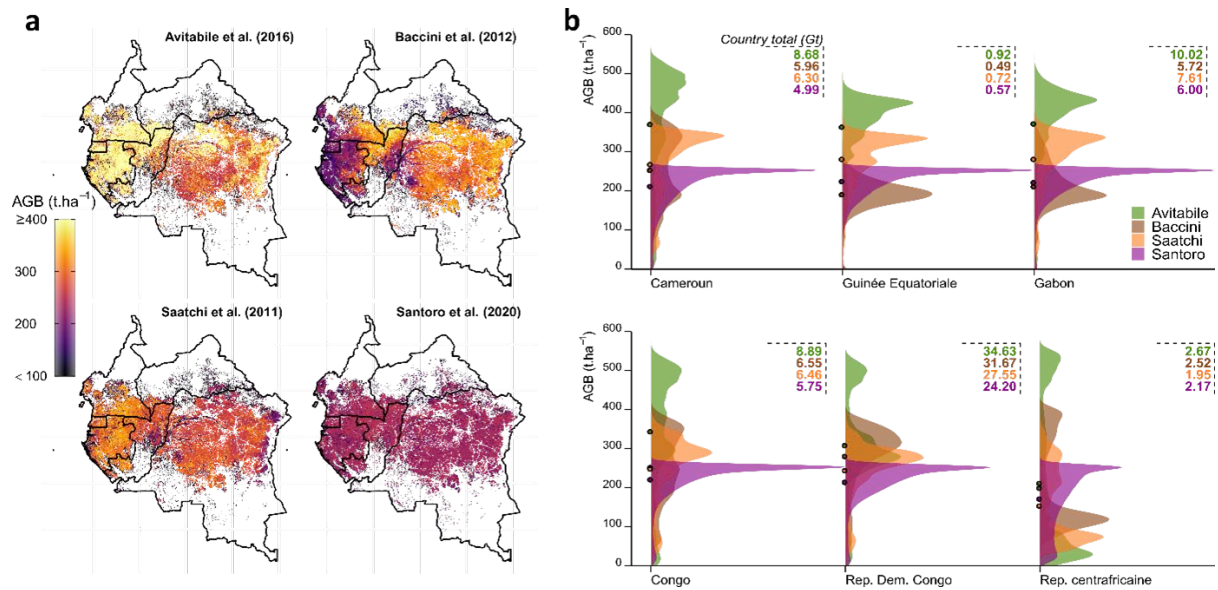 a
Avitabile et al. (2016)
Baccini et al. (2012)
AGB (t.ha⁻¹)
≥400
300
200
< 100
Saatchi et al. (2011)
Santoro et al. (2020)
b
AGB (t.ha⁻¹)
600
500
400
300
200
100
0
Country total (Gt)
8.68
5.96
6.30
4.99
0.92
0.49
0.72
0.57
10.02
5.72
7.61
6.00
Avitabile
Baccini
Saatchi
Santoro
Cameroun
Guinée Equatoriale
Gabon
AGB (t.ha⁻¹)
600
500
400
300
200
100
0
8.89
6.55
6.46
5.75
34.63
31.67
27.55
24.20
2.67
2.52
1.95
2.17
Congo
Rep. Dem. Congo
Rep. centrafricaine